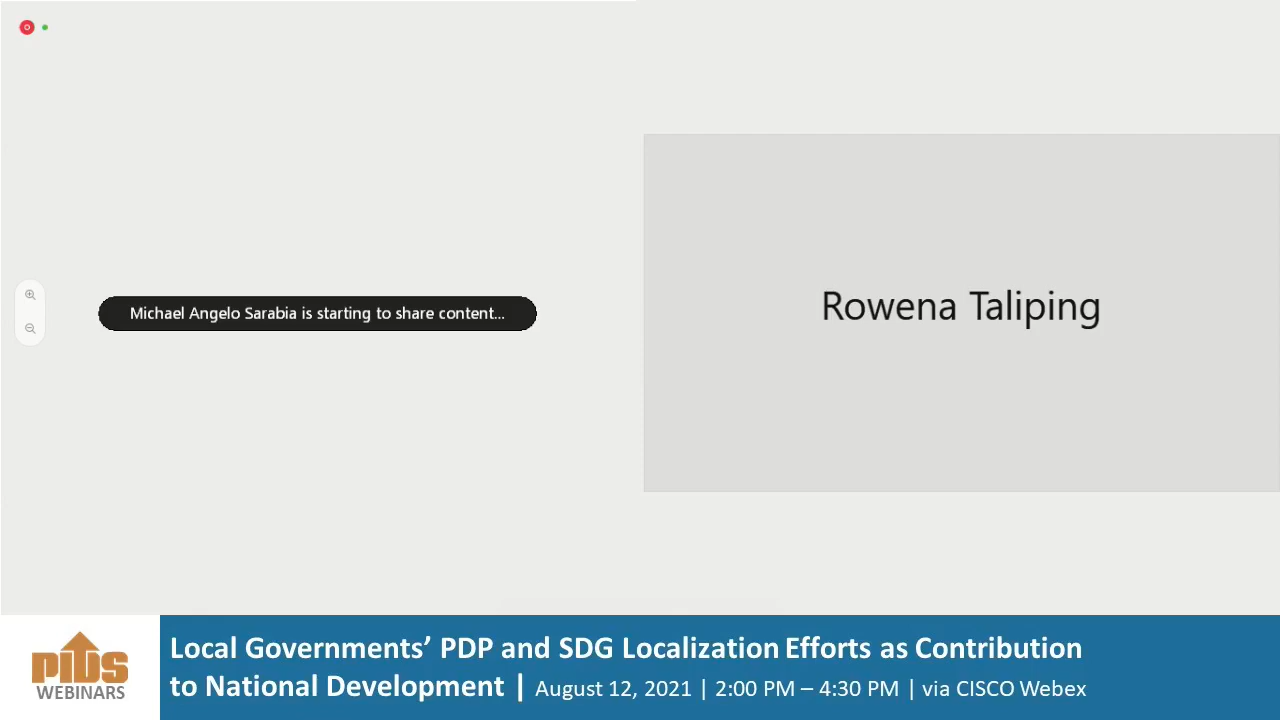 Michael Angelo Sarabia is starting to share content...
Rowena Taliping
PIDS
WEBINARS
Local Governments' PDP and SDG Localization Efforts as Contribution
to National Development | August 12, 2021 | 2:00 PM – 4:30 PM | via CISCO Webex